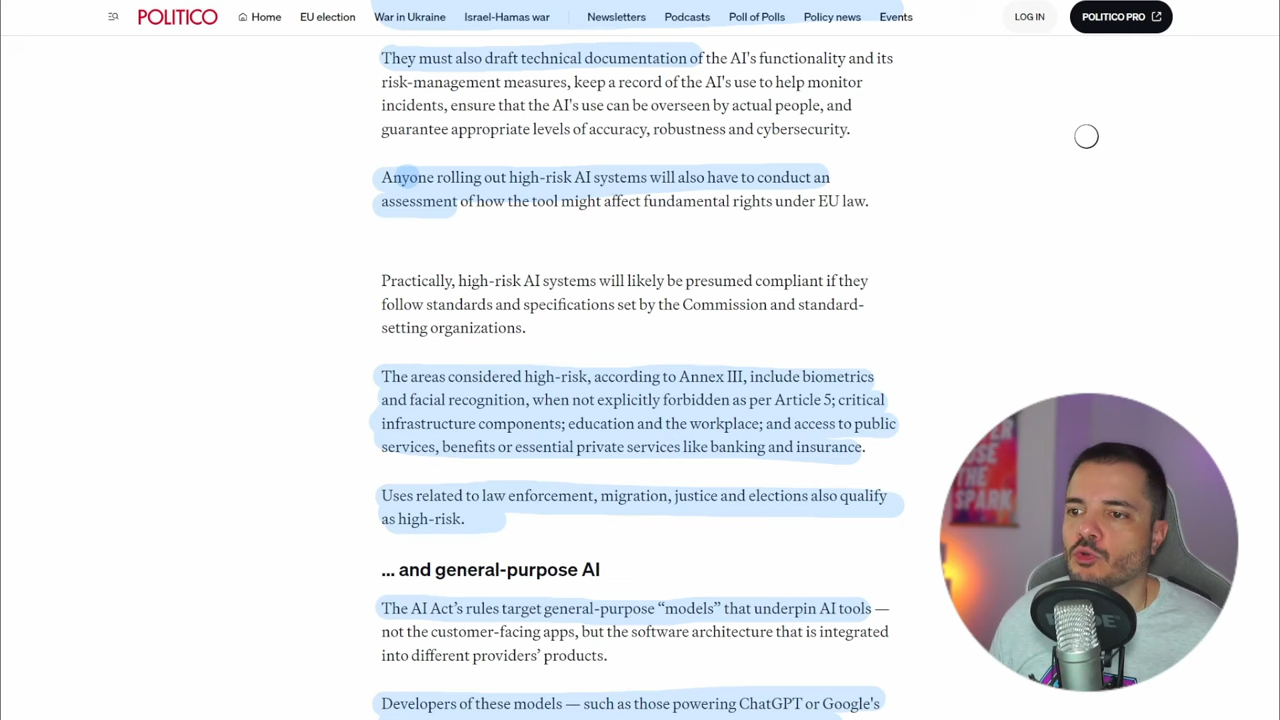 POLITICO
Home
EU election
War in Ukraine
Israel-Hamas war
Newsletters
Podcasts
Poll of Polls
Policy news
Events
LOG IN
POLITICO PRO
They must also draft technical documentation of the AI's functionality and its
risk-management measures, keep a record of the AI's use to help monitor
incidents, ensure that the AI's use can be overseen by actual people, and
guarantee appropriate levels of accuracy, robustness and cybersecurity.
Anyone rolling out high-risk AI systems will also have to conduct an
assessment of how the tool might affect fundamental rights under EU law.
Practically, high-risk AI systems will likely be presumed compliant if they
follow standards and specifications set by the Commission and standard-
setting organizations.
The areas considered high-risk, according to Annex III, include biometrics
and facial recognition, when not explicitly forbidden as per Article 5; critical
infrastructure components; education and the workplace; and access to public
services, benefits or essential private services like banking and insurance.
Uses related to law enforcement, migration, justice and elections also qualify
as high-risk.
... and general-purpose AI
The AI Act’s rules target general-purpose “models” that underpin AI tools —
not the customer-facing apps, but the software architecture that is integrated
into different providers’ products.
Developers of these models — such as those powering ChatGPT or Google's
USE
THE
SPARK